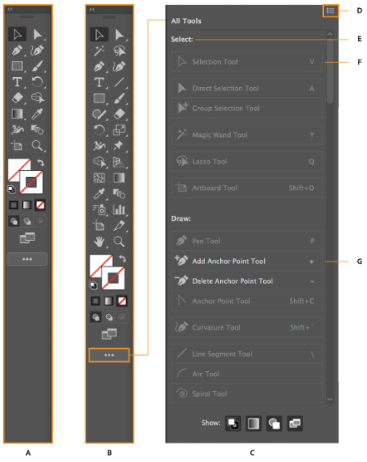 D
All Tools
Select:
E
Selection Tool V
F
Direct Selection Tool A
Group Selection Tool
Magic Wand Tool Y
Lasso Tool Q
Artboard Tool Shift+O
Draw:
Pen Tool P
Add Anchor Point Tool +
G
Delete Anchor Point Tool -
Anchor Point Tool Shift+C
Curvature Tool Shift+`
Line Segment Tool \
Arc Tool
Spiral Tool
Show:
A B C